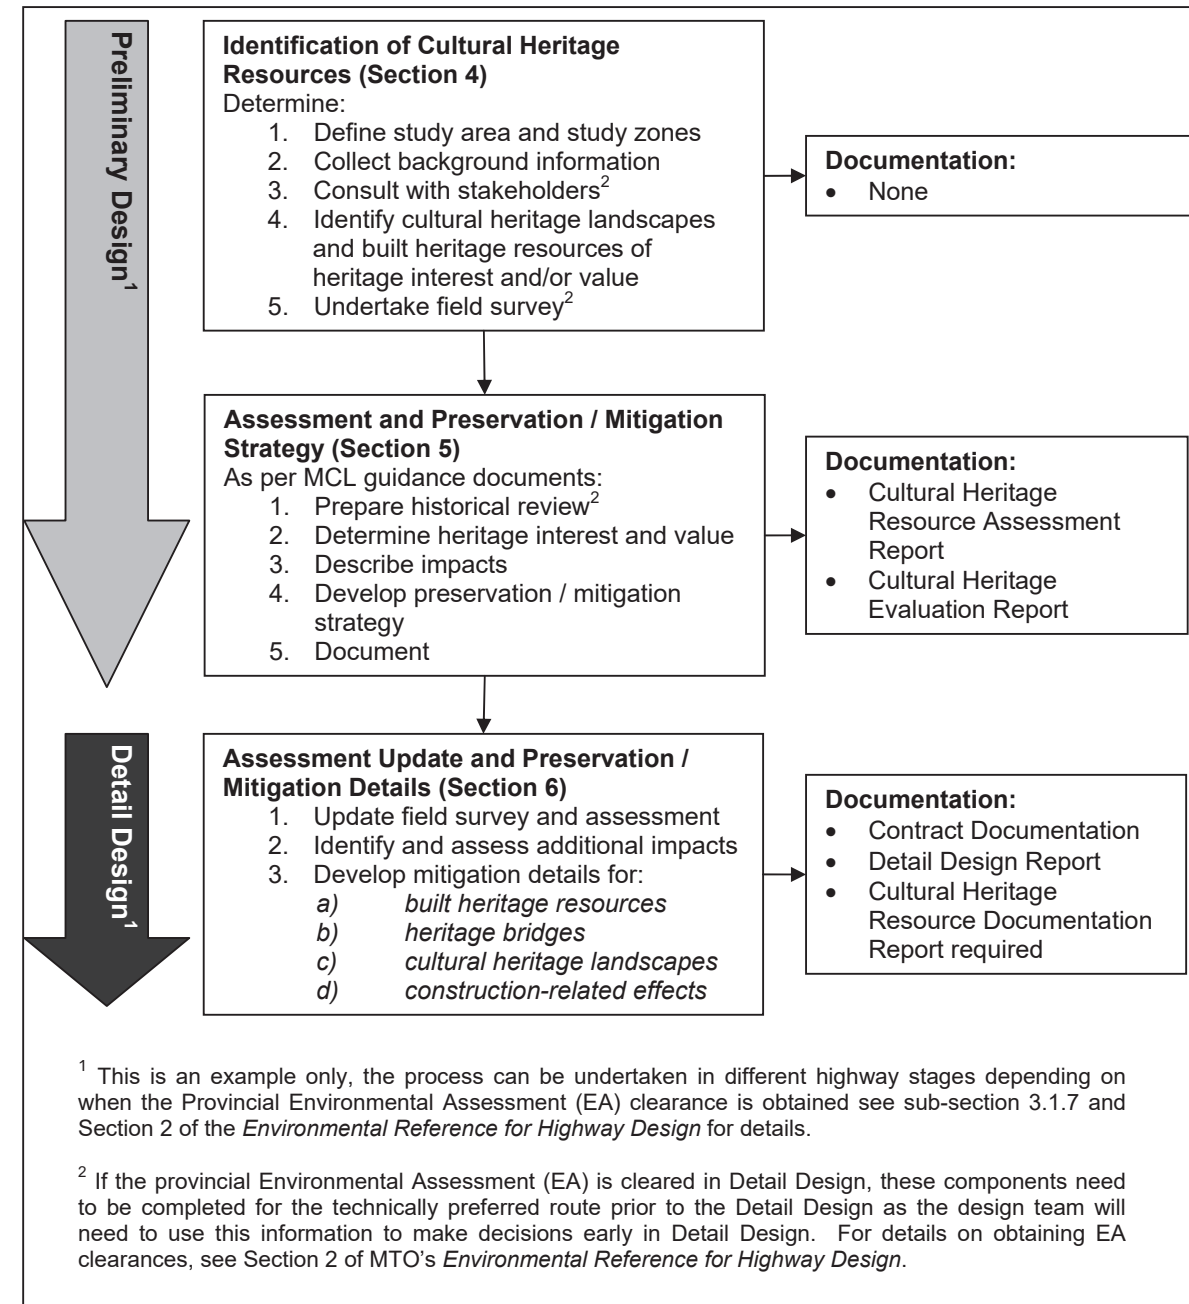 Preliminary Design1
Identification of Cultural Heritage
Resources (Section 4)
Determine:
1. Define study area and study zones
2. Collect background information
3. Consult with stakeholders2
4. Identify cultural heritage landscapes
and built heritage resources of
heritage interest and/or value
5. Undertake field survey2
Documentation:
• None
Assessment and Preservation / Mitigation
Strategy (Section 5)
As per MCL guidance documents:
1. Prepare historical review2
2. Determine heritage interest and value
3. Describe impacts
4. Develop preservation / mitigation
strategy
5. Document
Documentation:
• Cultural Heritage
Resource Assessment
Report
• Cultural Heritage
Evaluation Report
Detail Design1
Assessment Update and Preservation /
Mitigation Details (Section 6)
1. Update field survey and assessment
2. Identify and assess additional impacts
3. Develop mitigation details for:
a) built heritage resources
b) heritage bridges
c) cultural heritage landscapes
d) construction-related effects
Documentation:
• Contract Documentation
• Detail Design Report
• Cultural Heritage
Resource Documentation
Report required
1 This is an example only, the process can be undertaken in different highway stages depending on
when the Provincial Environmental Assessment (EA) clearance is obtained see sub-section 3.1.7 and
Section 2 of the Environmental Reference for Highway Design for details.
2 If the provincial Environmental Assessment (EA) is cleared in Detail Design, these components need
to be completed for the technically preferred route prior to the Detail Design as the design team will
need to use this information to make decisions early in Detail Design. For details on obtaining EA
clearances, see Section 2 of MTO's Environmental Reference for Highway Design.